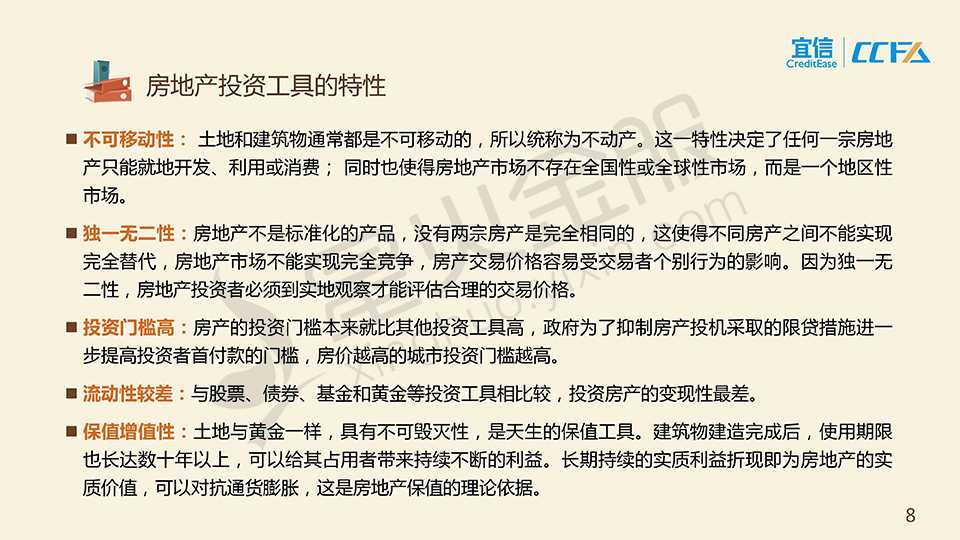 宜信
CreditEase
CCFA
房地产投资工具的特性
■ 不可移动性： 土地和建筑物通常都是不可移动的，所以统称为不动产。这一特性决定了任何一宗房地
产只能就地开发、利用或消费； 同时也使得房地产市场不存在全国性或全球性市场，而是一个地区性
市场。
■ 独一无二性：房地产不是标准化的产品，没有两宗房产是完全相同的，这使得不同房产之间不能实现
完全替代，房地产市场不能实现完全竞争，房产交易价格容易受交易者个别行为的影响。因为独一无
二性，房地产投资者必须到实地观察才能评估合理的交易价格。
■ 投资门槛高：房产的投资门槛本来就比其他投资工具高，政府为了抑制房产投机采取的限贷措施进一
步提高投资者首付款的门槛，房价越高的城市投资门槛越高。
■ 流动性较差：与股票、债券、基金和黄金等投资工具相比较，投资房产的变现性最差。
■ 保值增值性：土地与黄金一样，具有不可毁灭性，是天生的保值工具。建筑物建造完成后，使用期限
也长达数十年以上，可以给其占用者带来持续不断的利益。长期持续的实质利益折现即为房地产的实
质价值，可以对抗通货膨胀，这是房地产保值的理论依据。
星火金服
xinghuo.yixin.com
8